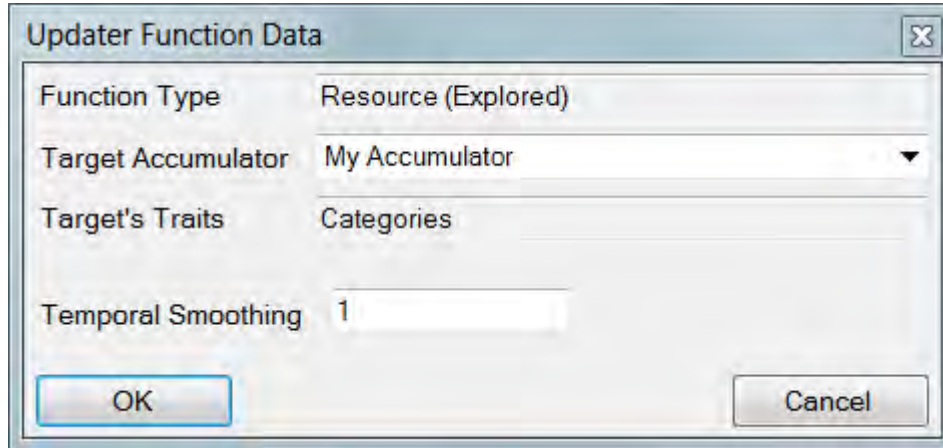 Updater Function Data
Function Type Resource (Explored)
Target Accumulator My Accumulator
Target's Traits Categories
Temporal Smoothing 1
OK Cancel